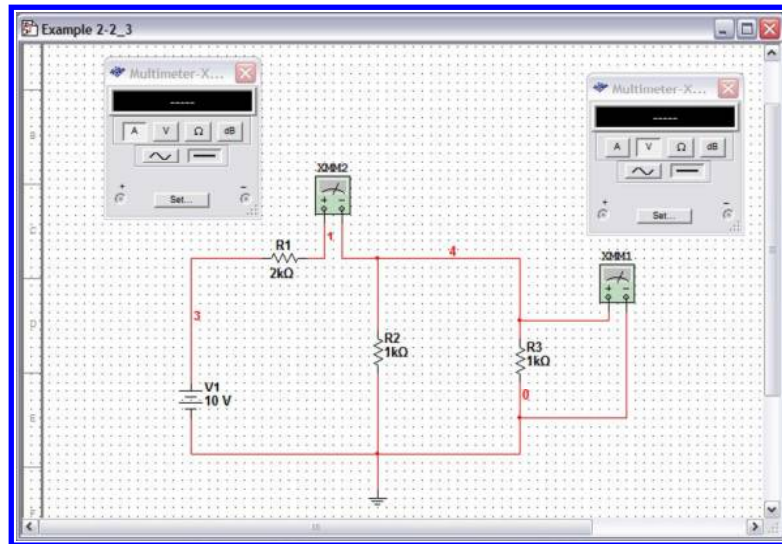 Example 2-2_3
Multimeter-X...
-----
A V Ω dB
+ −
Set...
Multimeter-X...
-----
A V Ω dB
+ −
Set...
XMM2
+ −
1
R1
2kΩ
4
XMM1
+ −
3
R2
1kΩ
R3
1kΩ
V1
10 V
0
B
C
D
E
F